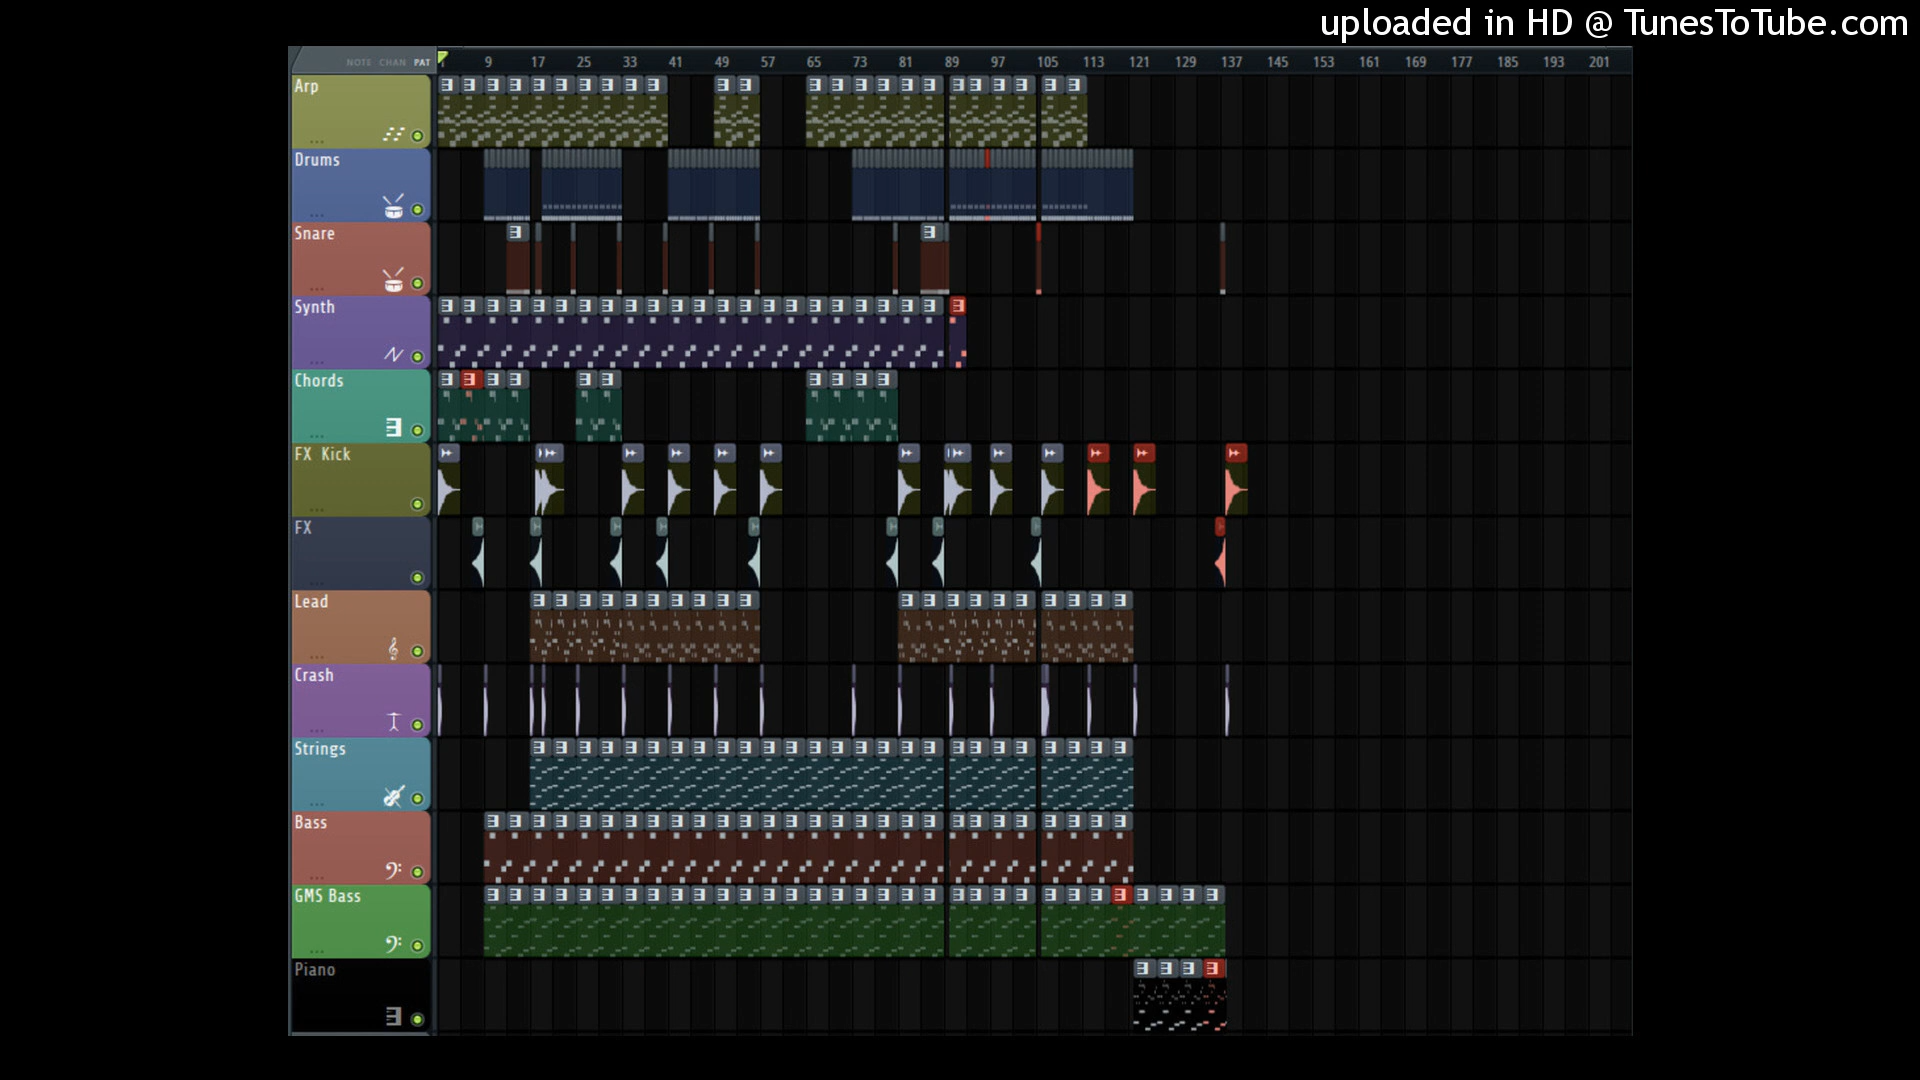 uploaded in HD @ TunesToTube.com
NOTE CHAN PAT
1 9 17 25 33 41 49 57 65 73 81 89 97 105 113 121 129 137 145 153 161 169 177 185 193 201
Arp
Drums
Snare
Synth
Chords
FX Kick
FX
Lead
Crash
Strings
Bass
GMS Bass
Piano